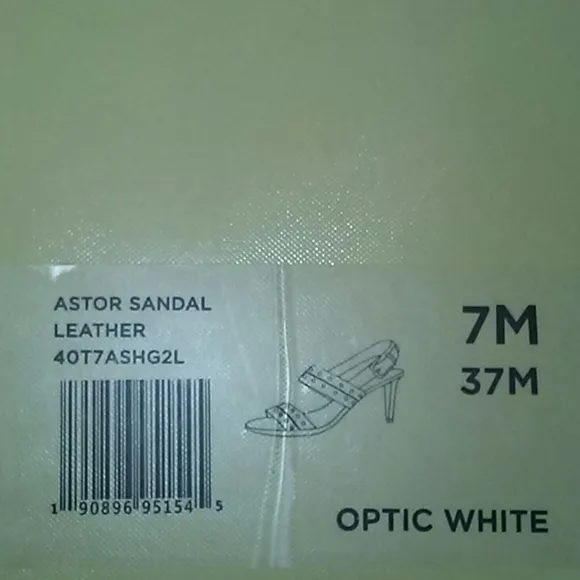 ASTOR SANDAL
LEATHER
40T7ASHG2L
1 90896 95154 5
7M
37M
OPTIC WHITE